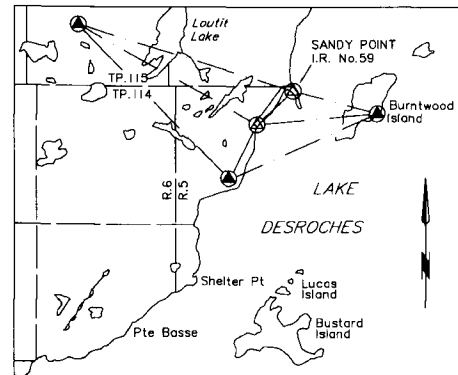 Loutit
Lake
SANDY POINT
I.R. No.59
TP.115
TP.114
Burntwood
Island
R.6
R.5
LAKE
DESROCHES
Shelter Pt
Lucas
Island
Bustard
Island
Pte Basse
N